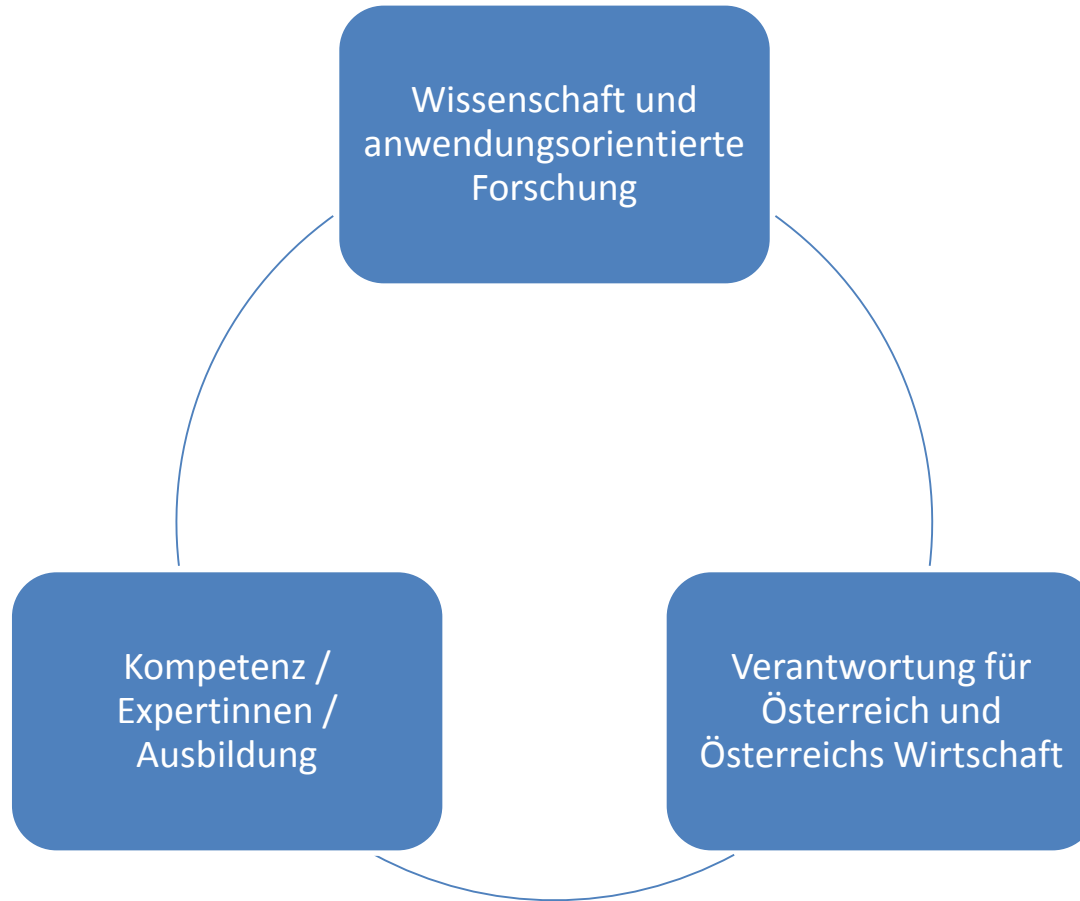 Wissenschaft und
anwendungsorientierte
Forschung
Kompetenz /
Expertinnen /
Ausbildung
Verantwortung für
Österreich und
Österreichs Wirtschaft